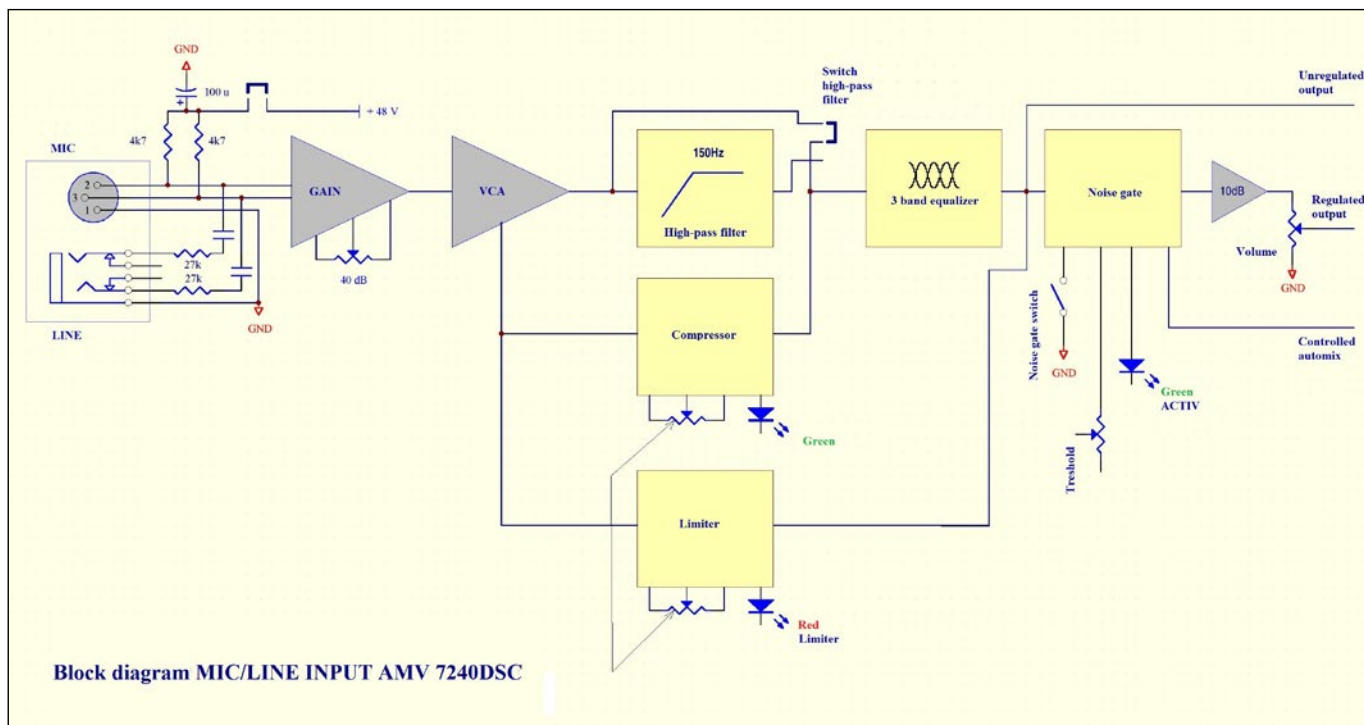 GND
100 u
+
+ 48 V
4k7
4k7
MIC
2
3
1
27k
27k
LINE
GND
GAIN
40 dB
VCA
150Hz
High-pass filter
Switch
high-pass
filter
3 band equalizer
Compressor
Green
Limiter
Red
Limiter
Noise gate
Noise gate switch
GND
Treshold
Green
ACTIV
10dB
Volume
GND
Unregulated
output
Regulated
output
Controlled
automix
Block diagram MIC/LINE INPUT AMV 7240DSC